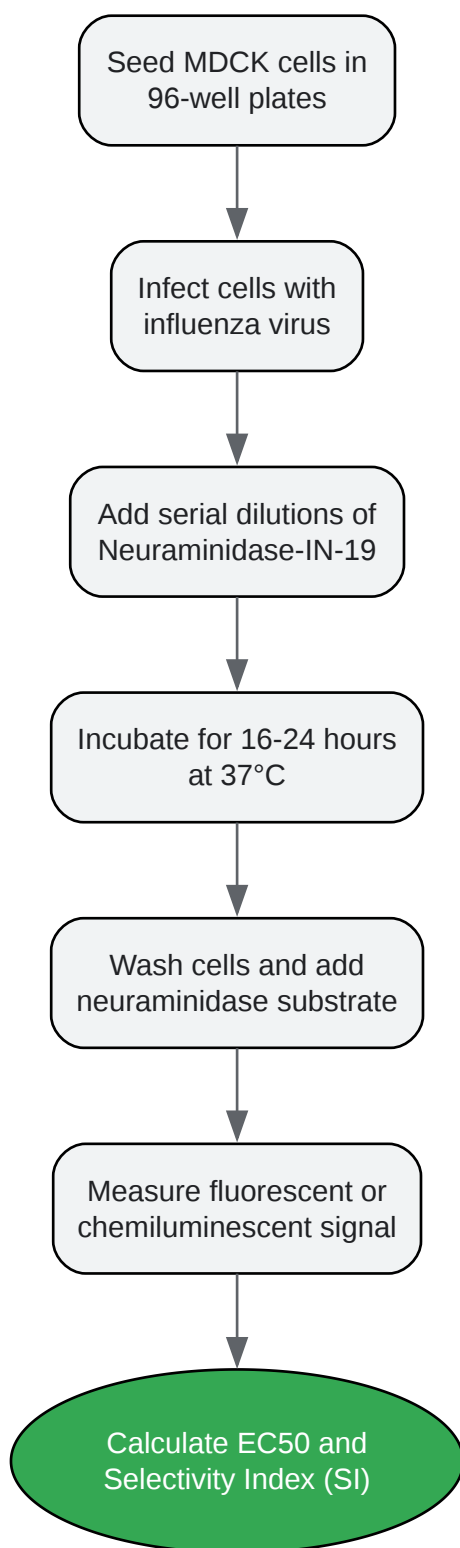 Seed MDCK cells in
96-well plates
Infect cells with
influenza virus
Add serial dilutions of
Neuraminidase-IN-19
Incubate for 16-24 hours
at 37°C
Wash cells and add
neuraminidase substrate
Measure fluorescent or
chemiluminescent signal
Calculate EC50 and
Selectivity Index (SI)